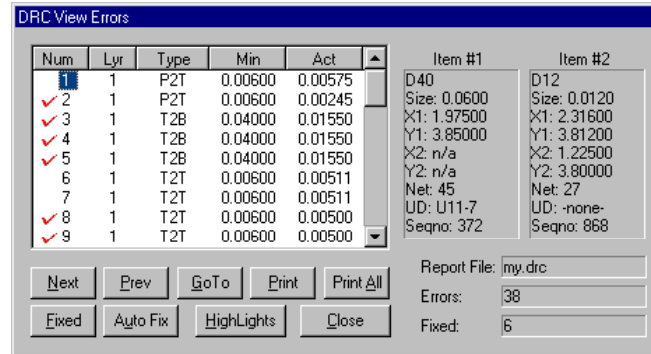 DRC View Errors
Num Lyr Type Min Act
1 1 P2T 0.00600 0.00575
2 1 P2T 0.00600 0.00245
3 1 T2B 0.04000 0.01550
4 1 T2B 0.04000 0.01550
5 1 T2B 0.04000 0.01550
6 1 T2T 0.00600 0.00511
7 1 T2T 0.00600 0.00511
8 1 T2T 0.00600 0.00500
9 1 T2T 0.00600 0.00500
Item #1
D40
Size: 0.0600
X1: 1.97500
Y1: 3.85000
X2: n/a
Y2: n/a
Net: 45
UD: U11-7
Seqno: 372
Item #2
D12
Size: 0.0120
X1: 2.31600
Y1: 3.81200
X2: 1.22500
Y2: 3.80000
Net: 27
UD: -none-
Seqno: 868
Next Prev GoTo Print Print All
Fixed Auto Fix HighLights Close
Report File: my.drc
Errors: 38
Fixed: 6